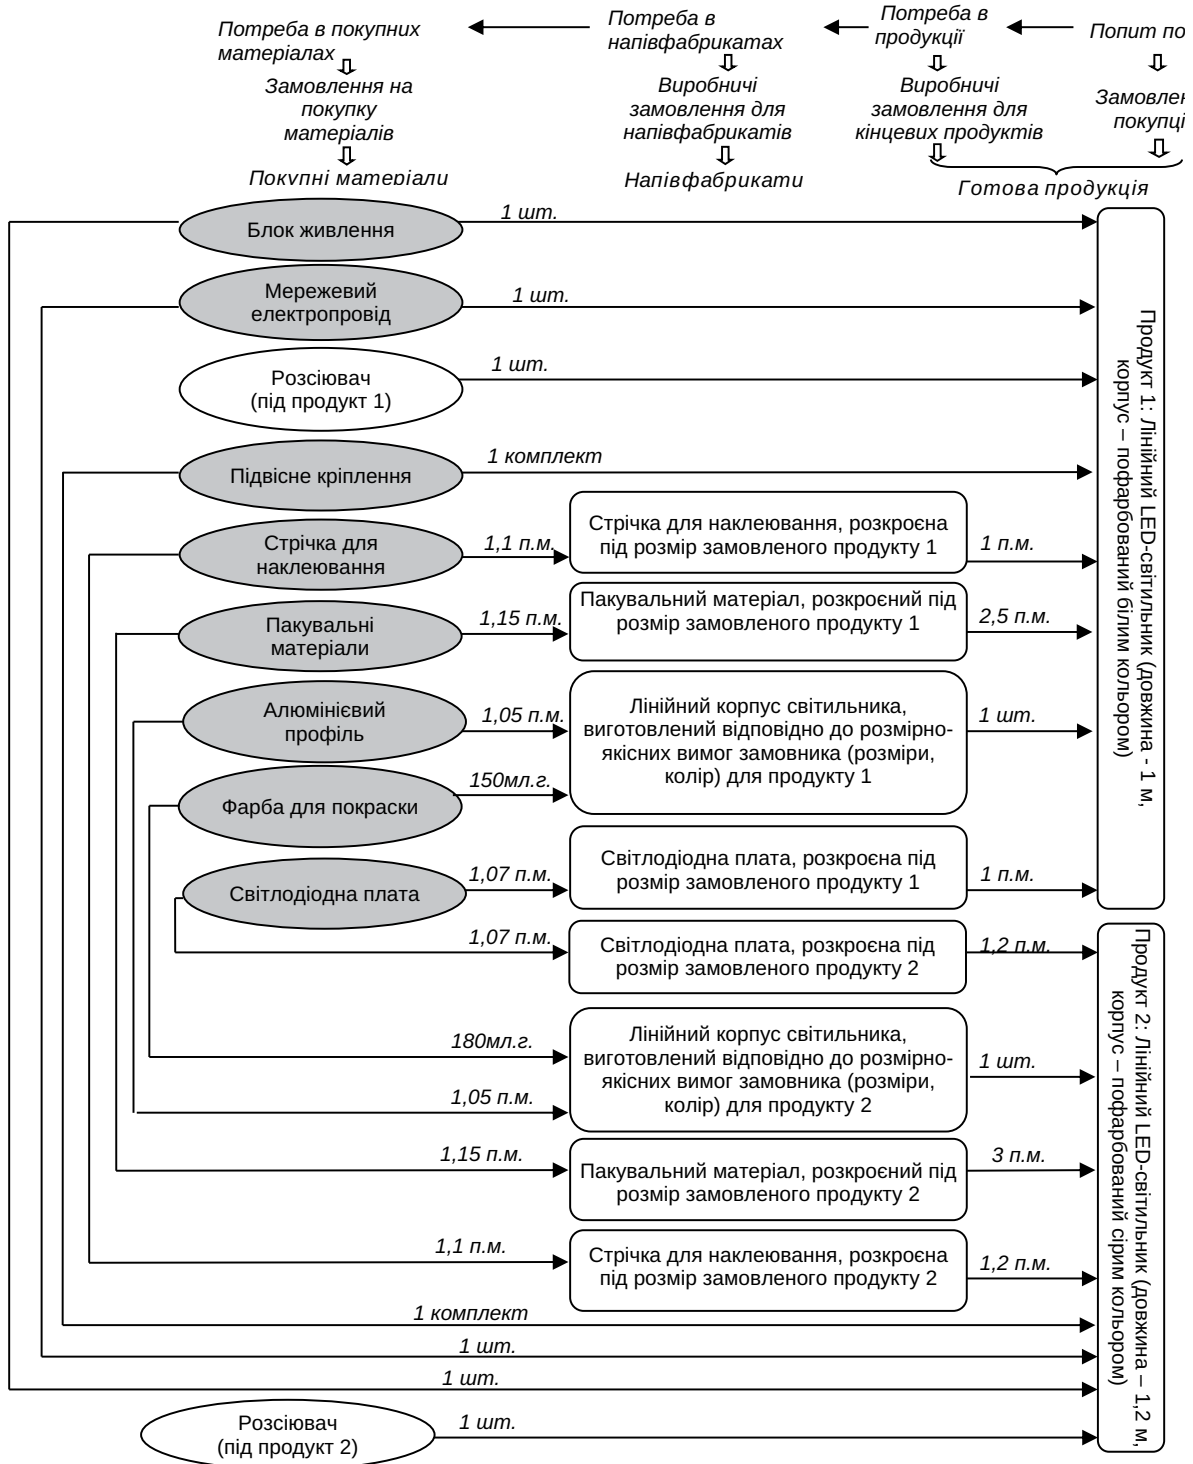 Потреба в покупних
матеріалах
Потреба в
напівфабрикатах
Потреба в
продукції
Попит по
Замовлення на
покупку
матеріалів
Виробничі
замовлення для
напівфабрикатів
Виробничі
замовлення для
кінцевих продуктів
Замовлен
покупці
Покупні матеріали
Напівфабрикати
Готова продукція
Блок живлення
1 шт.
Мережевий
електропровід
1 шт.
Розсіювач
(під продукт 1)
1 шт.
Підвісне кріплення
1 комплект
Стрічка для
наклеювання
1,1 п.м.
Стрічка для наклеювання, розкроєна
під розмір замовленого продукту 1
1 п.м.
Пакувальні
матеріали
1,15 п.м.
Пакувальний матеріал, розкроєний під
розмір замовленого продукту 1
2,5 п.м.
Алюмінієвий
профіль
1,05 п.м.
Лінійний корпус світильника,
виготовлений відповідно до розмірно-
якісних вимог замовника (розміри,
колір) для продукту 1
1 шт.
Фарба для покраски
150мл.г.
Світлодіодна плата
1,07 п.м.
Світлодіодна плата, розкроєна під
розмір замовленого продукту 1
1 п.м.
Продукт 1: Лінійний LED-світильник (довжина - 1 м,
корпус – пофарбований білим кольором)
1,07 п.м.
Світлодіодна плата, розкроєна під
розмір замовленого продукту 2
1,2 п.м.
180мл.г.
1,05 п.м.
Лінійний корпус світильника,
виготовлений відповідно до розмірно-
якісних вимог замовника (розміри,
колір) для продукту 2
1 шт.
1,15 п.м.
Пакувальний матеріал, розкроєний під
розмір замовленого продукту 2
3 п.м.
1,1 п.м.
Стрічка для наклеювання, розкроєна
під розмір замовленого продукту 2
1,2 п.м.
1 комплект
1 шт.
1 шт.
Розсіювач
(під продукт 2)
1 шт.
Продукт 2: Лінійний LED-світильник (довжина – 1,2 м,
корпус – пофарбований сірим кольором)